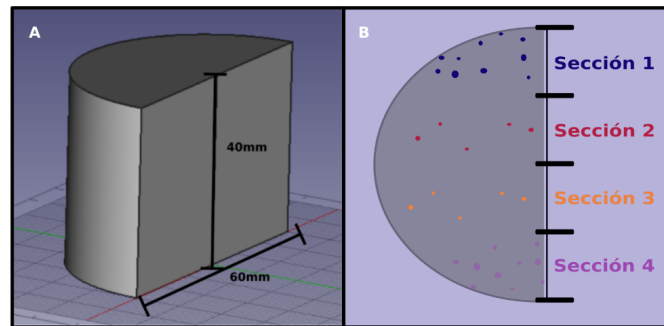 A
40mm
60mm
B
Sección 1
Sección 2
Sección 3
Sección 4